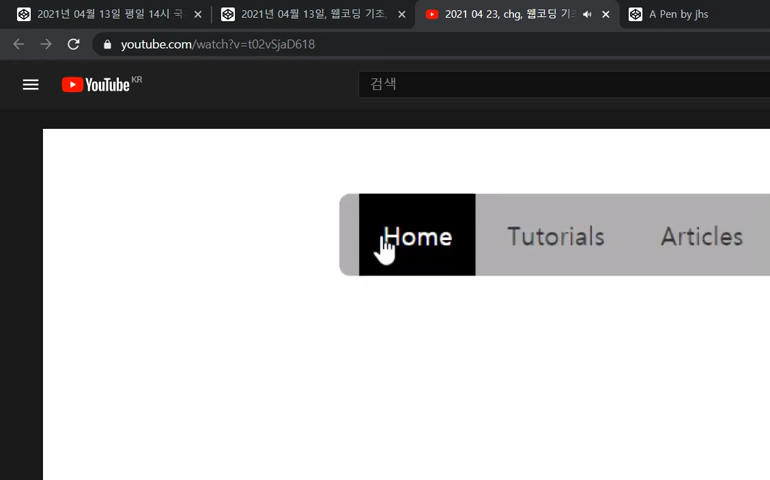 2021년 04월 13일 평일 14시 국
2021년 04월 13일, 웹코딩 기초,
2021 04 23, chg, 웹코딩 기초
A Pen by jhs
youtube.com/watch?v=t02vSjaD618
YouTube KR
검색
Home Tutorials Articles